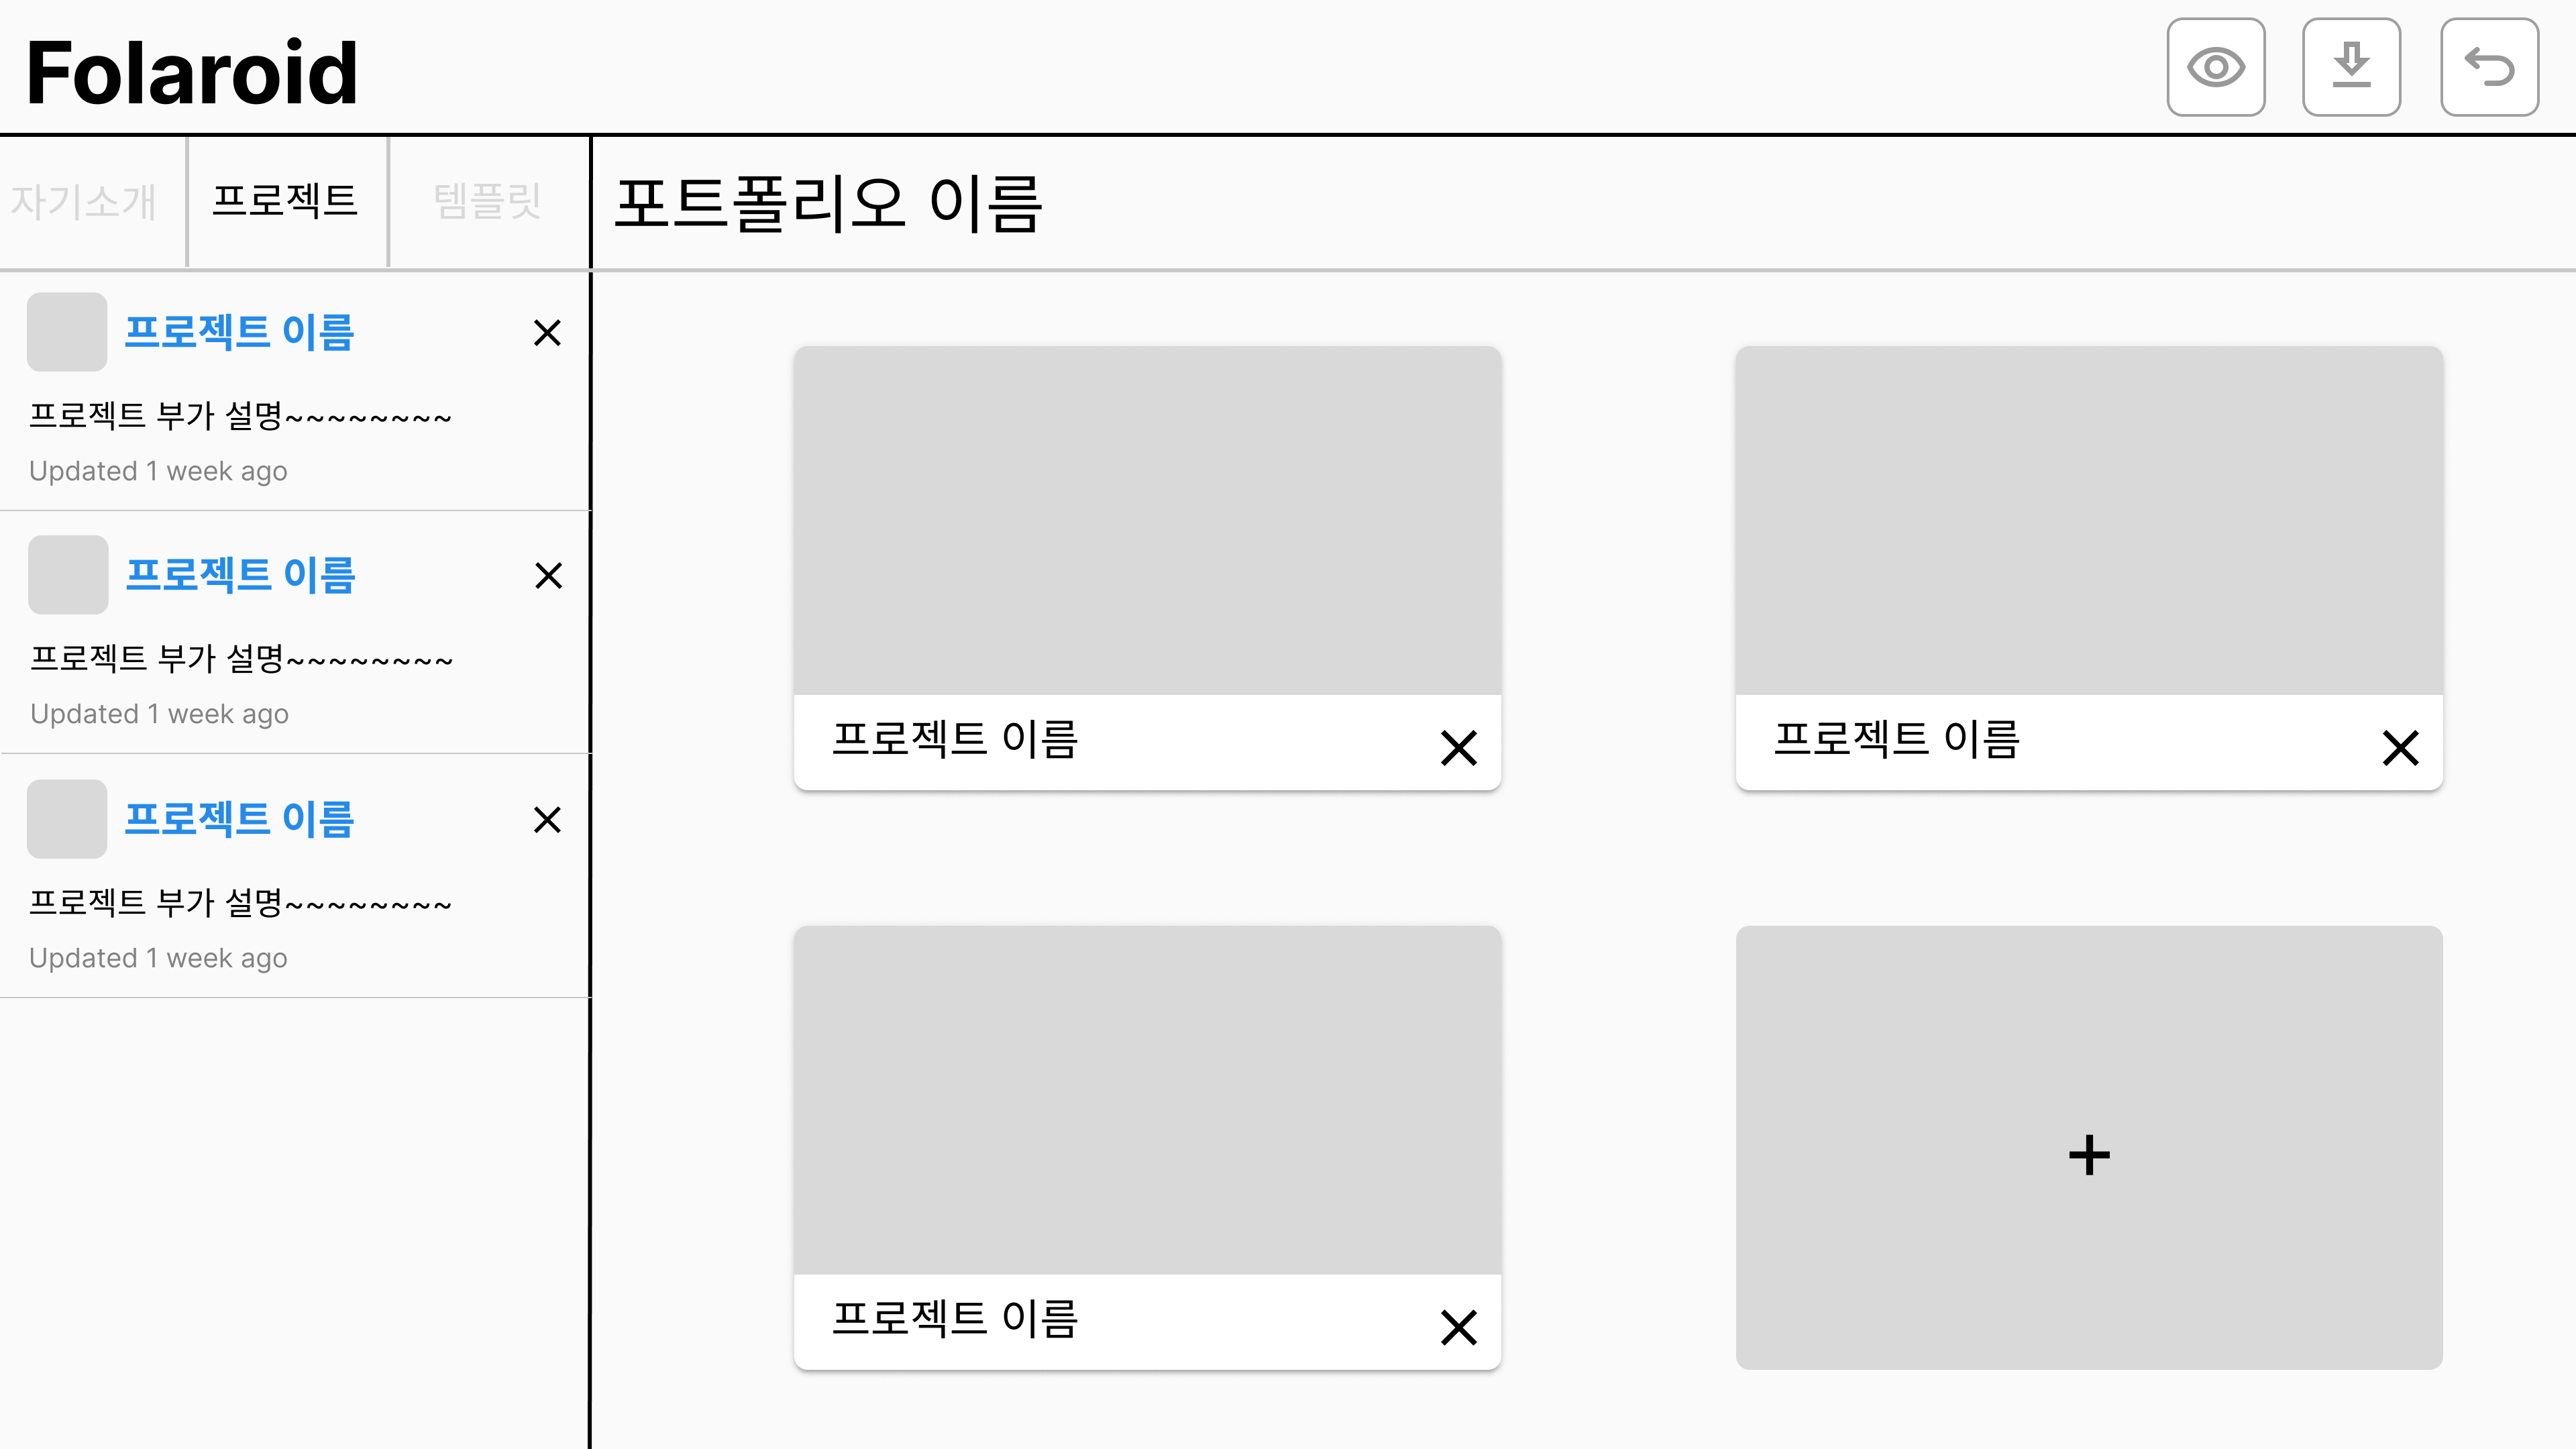 Folaroid
자기소개 프로젝트 템플릿
포트폴리오 이름
프로젝트 이름
프로젝트 부가 설명~~~~~~~~
Updated 1 week ago
프로젝트 이름
프로젝트 부가 설명~~~~~~~~
Updated 1 week ago
프로젝트 이름
프로젝트 부가 설명~~~~~~~~
Updated 1 week ago
프로젝트 이름
프로젝트 이름
프로젝트 이름